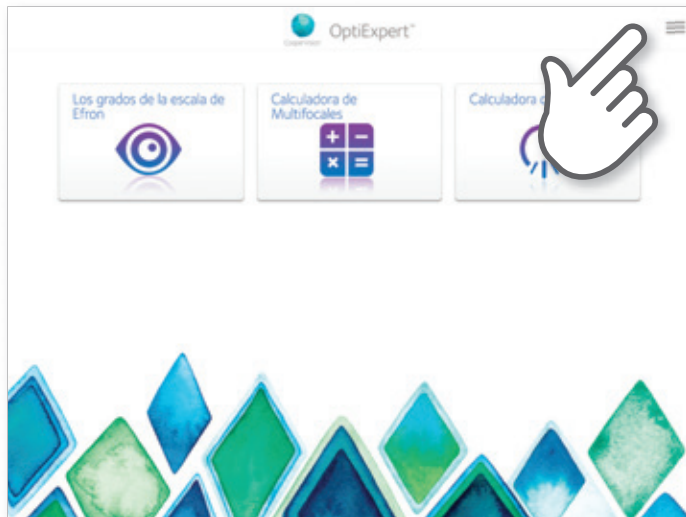 CooperVision
OptiExpert™
Los grados de la escala de
Efron
Calculadora de
Multifocales
Calculadora